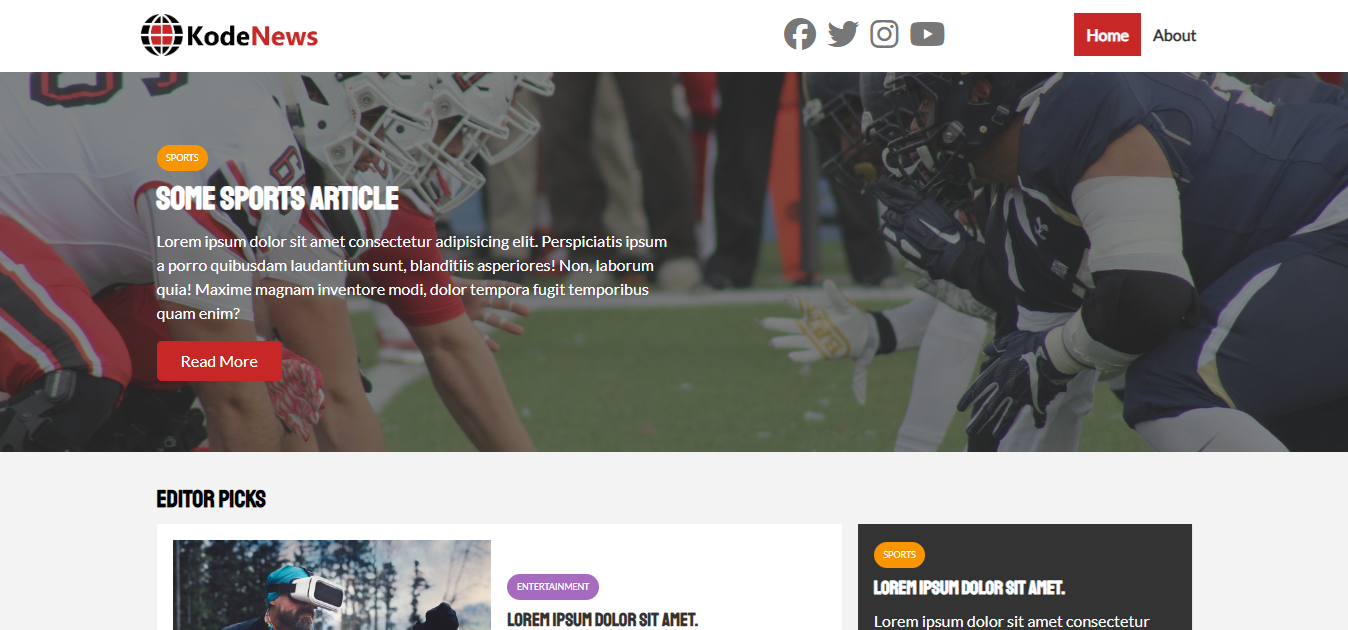 KodeNews
Home
About
SPORTS
SOME SPORTS ARTICLE
Lorem ipsum dolor sit amet consectetur adipisicing elit. Perspiciatis ipsum
a porro quibusdam laudantium sunt, blanditiis asperiores! Non, laborum
quia! Maxime magnam inventore modi, dolor tempora fugit temporibus
quam enim?
Read More
EDITOR PICKS
ENTERTAINMENT
LOREM IPSUM DOLOR SIT AMET.
SPORTS
LOREM IPSUM DOLOR SIT AMET.
Lorem ipsum dolor sit amet consectetur